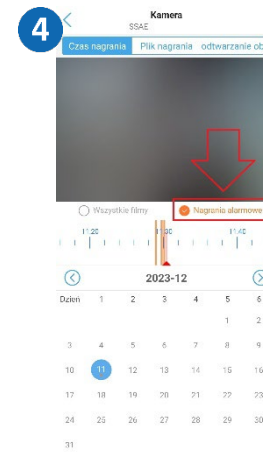 4
Kamera
SSAE
Czas nagrania Plik nagrania odtwarzanie ob
Wszystkie filmy Nagrania alarmowe
11:20 11:30 11:40
2023-12
Dzień 1 2 3 4 5 6
1 2
3 4 5 6 7 8 9
10 11 12 13 14 15 16
17 18 19 20 21 22 23
24 25 26 27 28 29 30
31